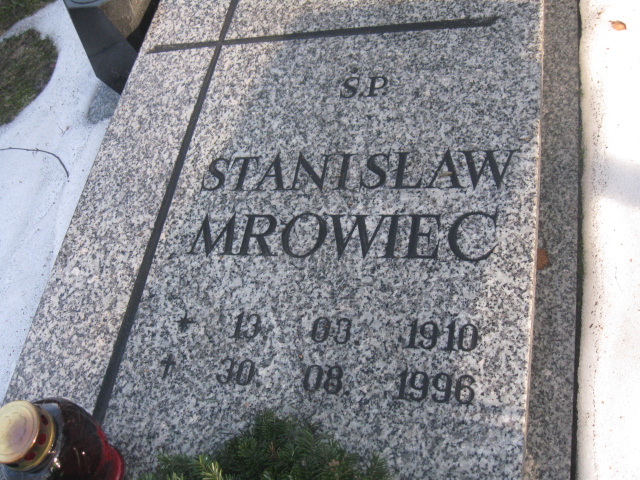 Ś.P.
STANISŁAW
MROWIEC
* 13. 03. 1910
† 30. 08. 1996